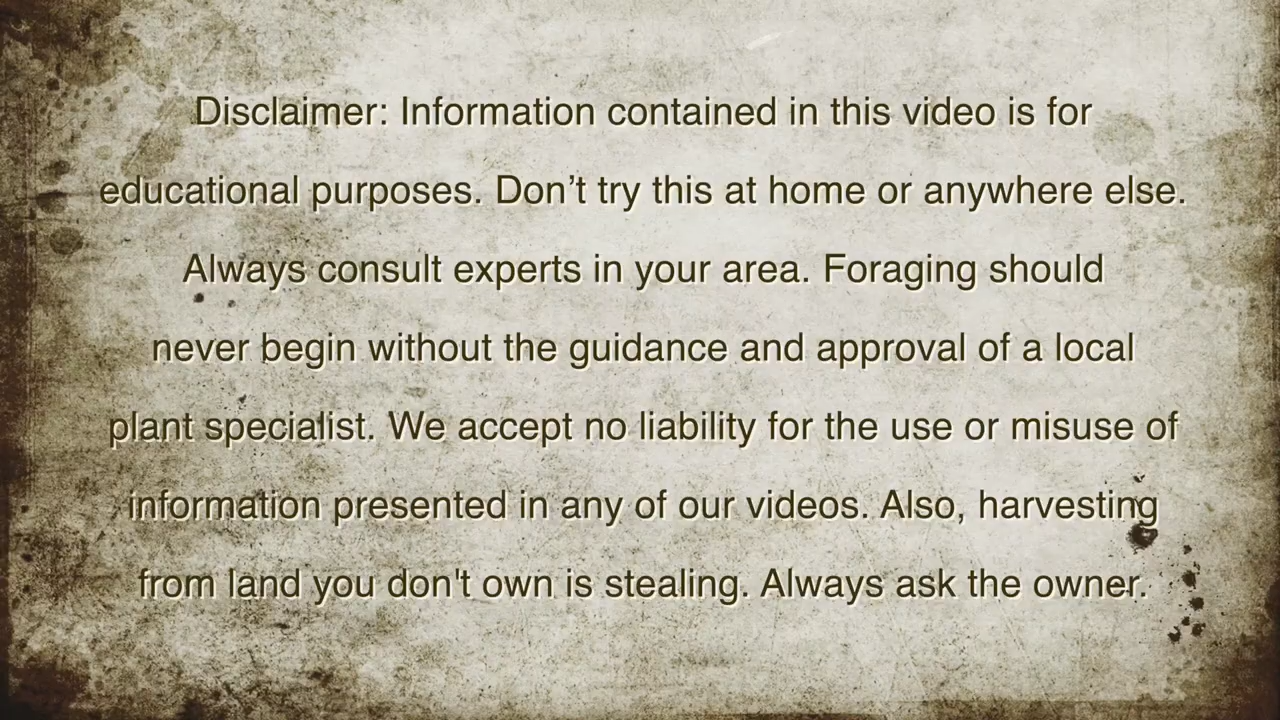 Disclaimer: Information contained in this video is for
educational purposes. Don’t try this at home or anywhere else.
Always consult experts in your area. Foraging should
never begin without the guidance and approval of a local
plant specialist. We accept no liability for the use or misuse of
information presented in any of our videos. Also, harvesting
from land you don't own is stealing. Always ask the owner.